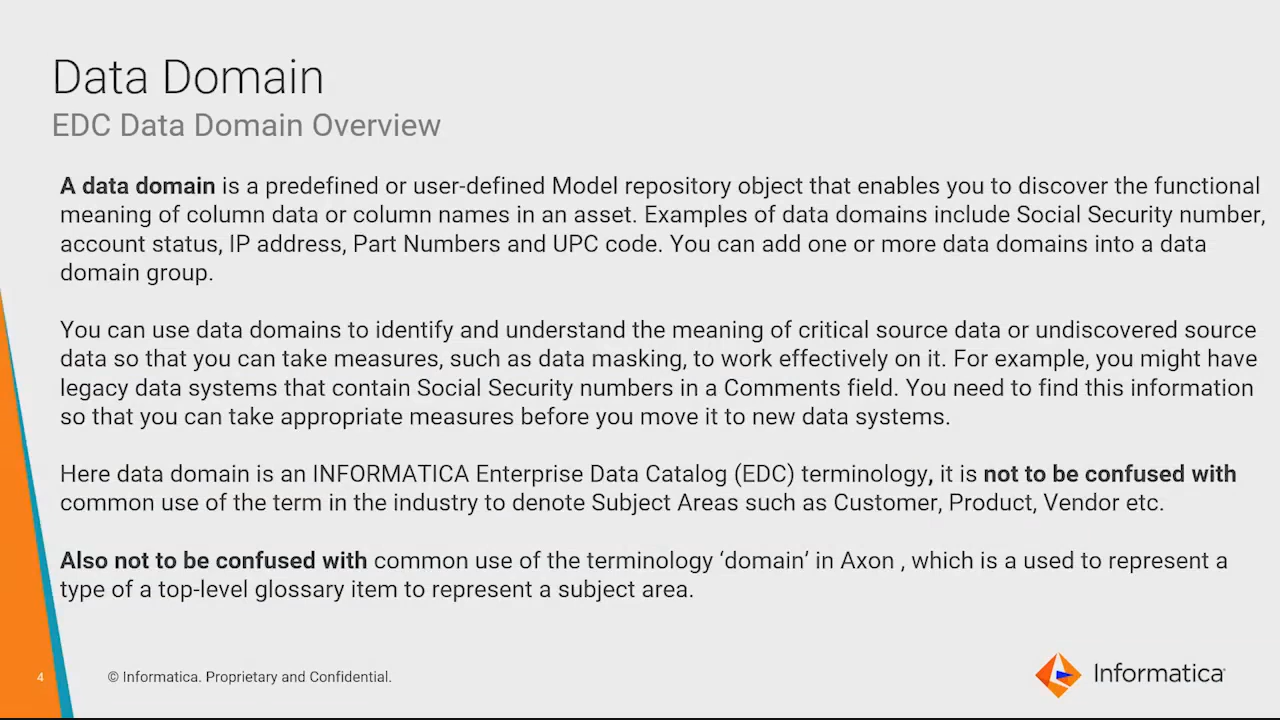 Data Domain
EDC Data Domain Overview
A data domain is a predefined or user-defined Model repository object that enables you to discover the functional
meaning of column data or column names in an asset. Examples of data domains include Social Security number,
account status, IP address, Part Numbers and UPC code. You can add one or more data domains into a data
domain group.
You can use data domains to identify and understand the meaning of critical source data or undiscovered source
data so that you can take measures, such as data masking, to work effectively on it. For example, you might have
legacy data systems that contain Social Security numbers in a Comments field. You need to find this information
so that you can take appropriate measures before you move it to new data systems.
Here data domain is an INFORMATICA Enterprise Data Catalog (EDC) terminology, it is not to be confused with
common use of the term in the industry to denote Subject Areas such as Customer, Product, Vendor etc.
Also not to be confused with common use of the terminology ‘domain’ in Axon , which is a used to represent a
type of a top-level glossary item to represent a subject area.
4
© Informatica. Proprietary and Confidential.
Informatica